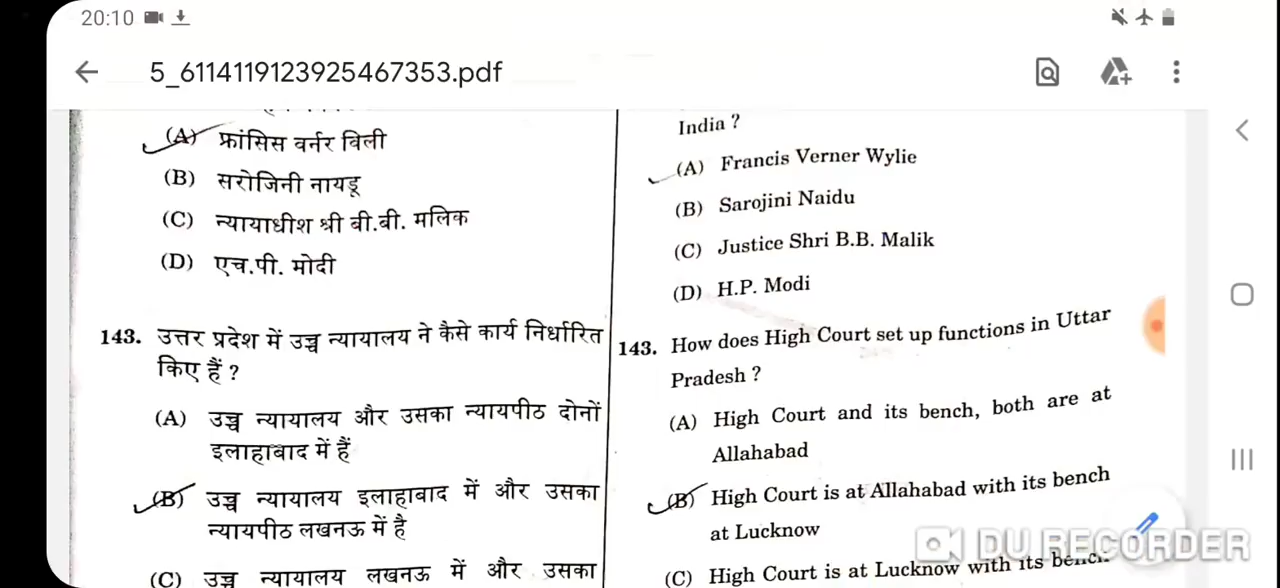 20:10
5_6114119123925467353.pdf
(A) फ्रांसिस वर्नर विली
(B) सरोजिनी नायडू
(C) न्यायाधीश श्री बी.बी. मलिक
(D) एच.पी. मोदी
143. उत्तर प्रदेश में उच्च न्यायालय ने कैसे कार्य निर्धारित
किए हैं ?
(A) उच्च न्यायालय और उसका न्यायपीठ दोनों
इलाहाबाद में हैं
(B) उच्च न्यायालय इलाहाबाद में और उसका
न्यायपीठ लखनऊ में है
(C) उच्च न्यायालय लखनऊ में और उसका
India ?
(A) Francis Verner Wylie
(B) Sarojini Naidu
(C) Justice Shri B.B. Malik
(D) H.P. Modi
143. How does High Court set up functions in Uttar
Pradesh ?
(A) High Court and its bench, both are at
Allahabad
(B) High Court is at Allahabad with its bench
at Lucknow
(C) High Court is at Lucknow with its bench
DU RECORDER